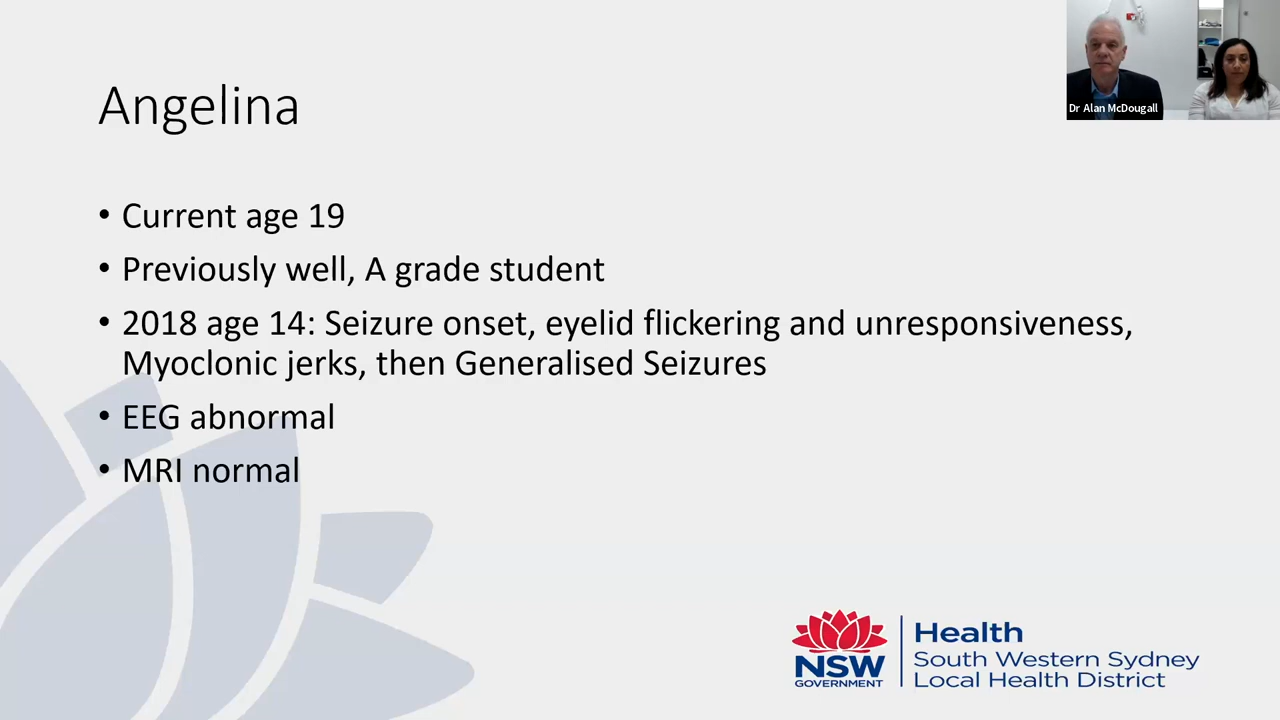 Angelina
Dr Alan McDougall
• Current age 19
• Previously well, A grade student
• 2018 age 14: Seizure onset, eyelid flickering and unresponsiveness,
Myoclonic jerks, then Generalised Seizures
• EEG abnormal
• MRI normal
NSW
GOVERNMENT
Health
South Western Sydney
Local Health District